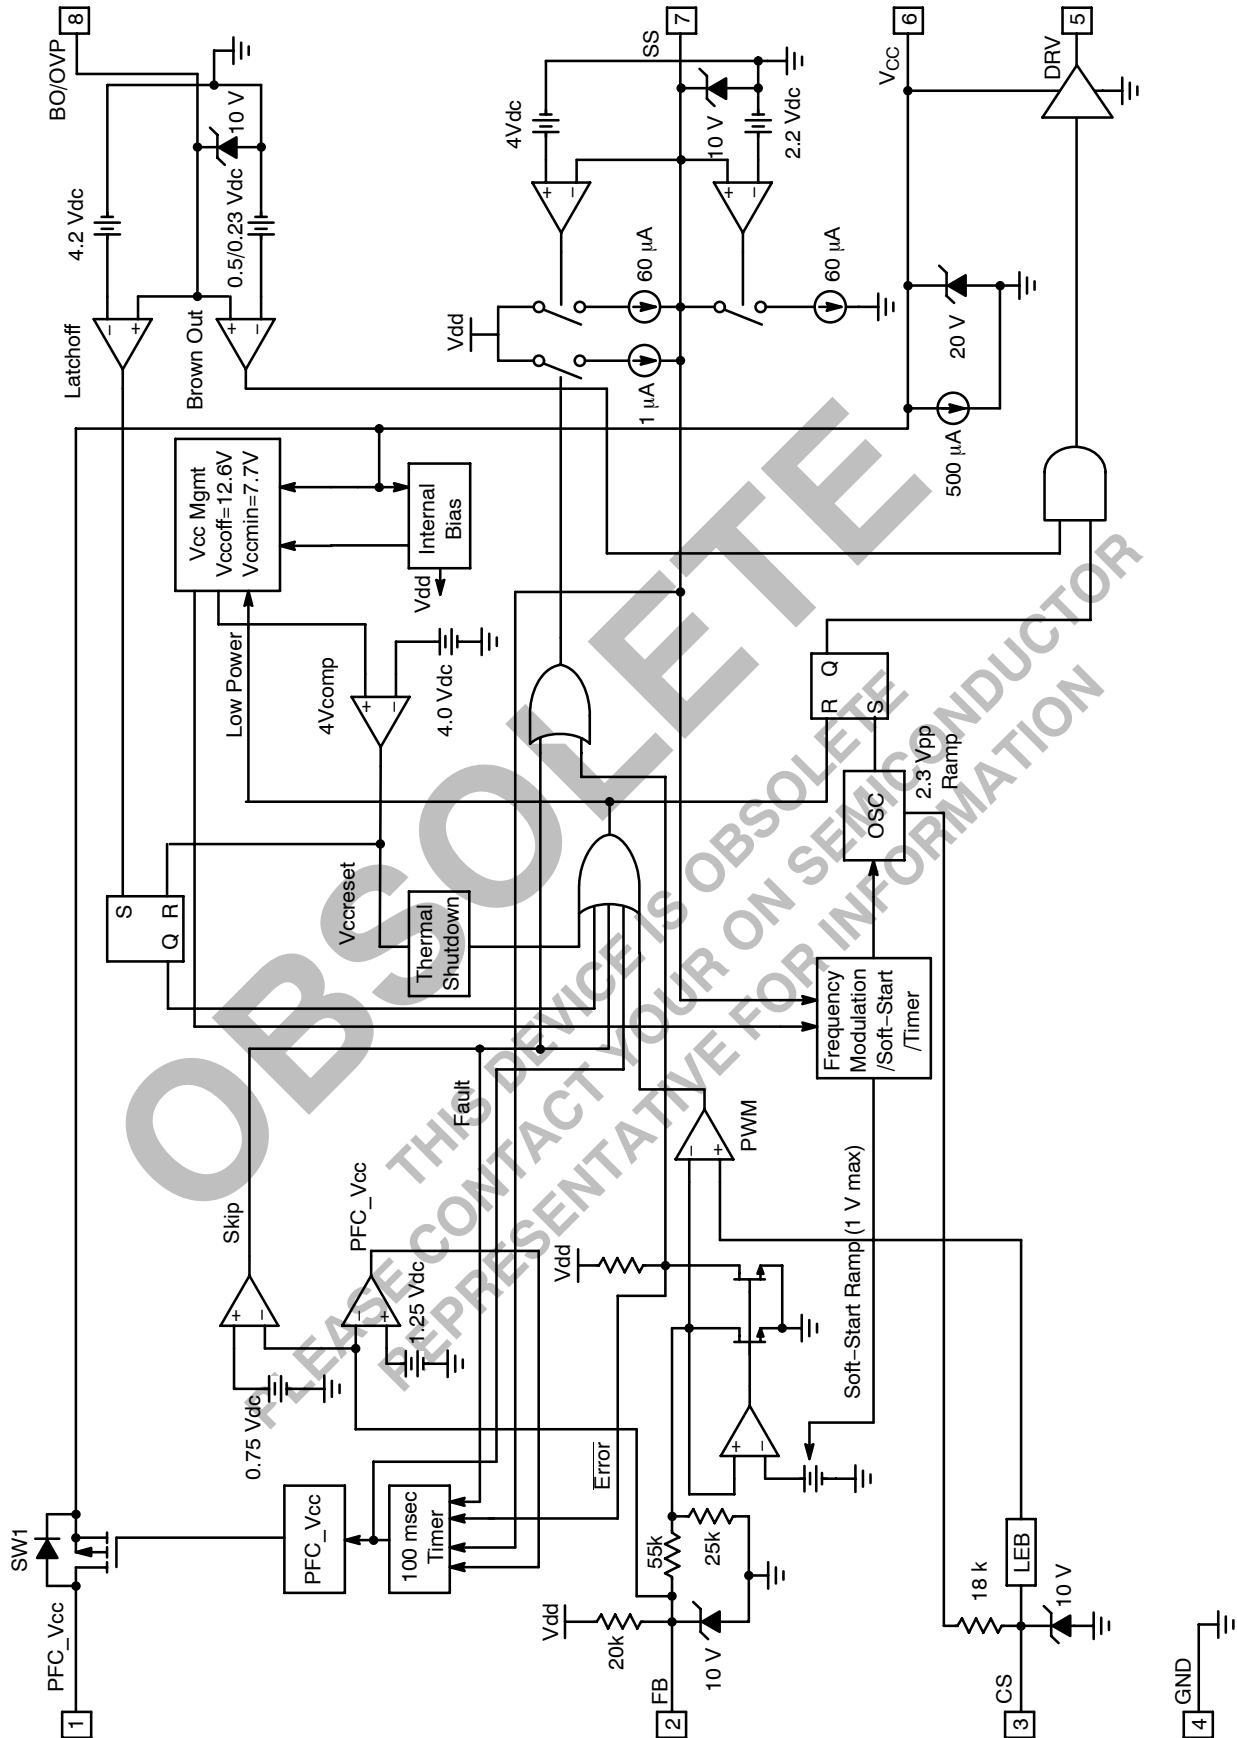 8
BO/OVP
4.2 Vdc
10 V
0.5/0.23 Vdc
Latchoff
−
+
Brown Out
+
−
7
SS
4Vdc
10 V
2.2 Vdc
+
−
+
−
Vdd
60 μA
1 μA
60 μA
6
VCC
20 V
500 μA
5
DRV
Vcc Mgmt
Vccoff=12.6V
Vccmin=7.7V
Internal
Bias
Vdd
Low Power
4Vcomp
+
−
4.0 Vdc
S
Q R
Vccreset
Thermal
Shutdown
R Q
S
OSC
2.3 Vpp
Ramp
Frequency
Modulation
/Soft−Start
/Timer
Fault
Skip
+
−
0.75 Vdc
PFC_Vcc
−
+
1.25 Vdc
PWM
−
+
Vdd
Soft−Start Ramp (1 V max)
+
−
Error
SW1
PFC_Vcc
1
PFC_Vcc
100 msec
Timer
Vdd
20k
55k
25k
10 V
FB
2
18 k
LEB
10 V
CS
3
GND
4
OBSOLETE
THIS DEVICE IS OBSOLETE
PLEASE CONTACT YOUR ON SEMICONDUCTOR
REPRESENTATIVE FOR INFORMATION